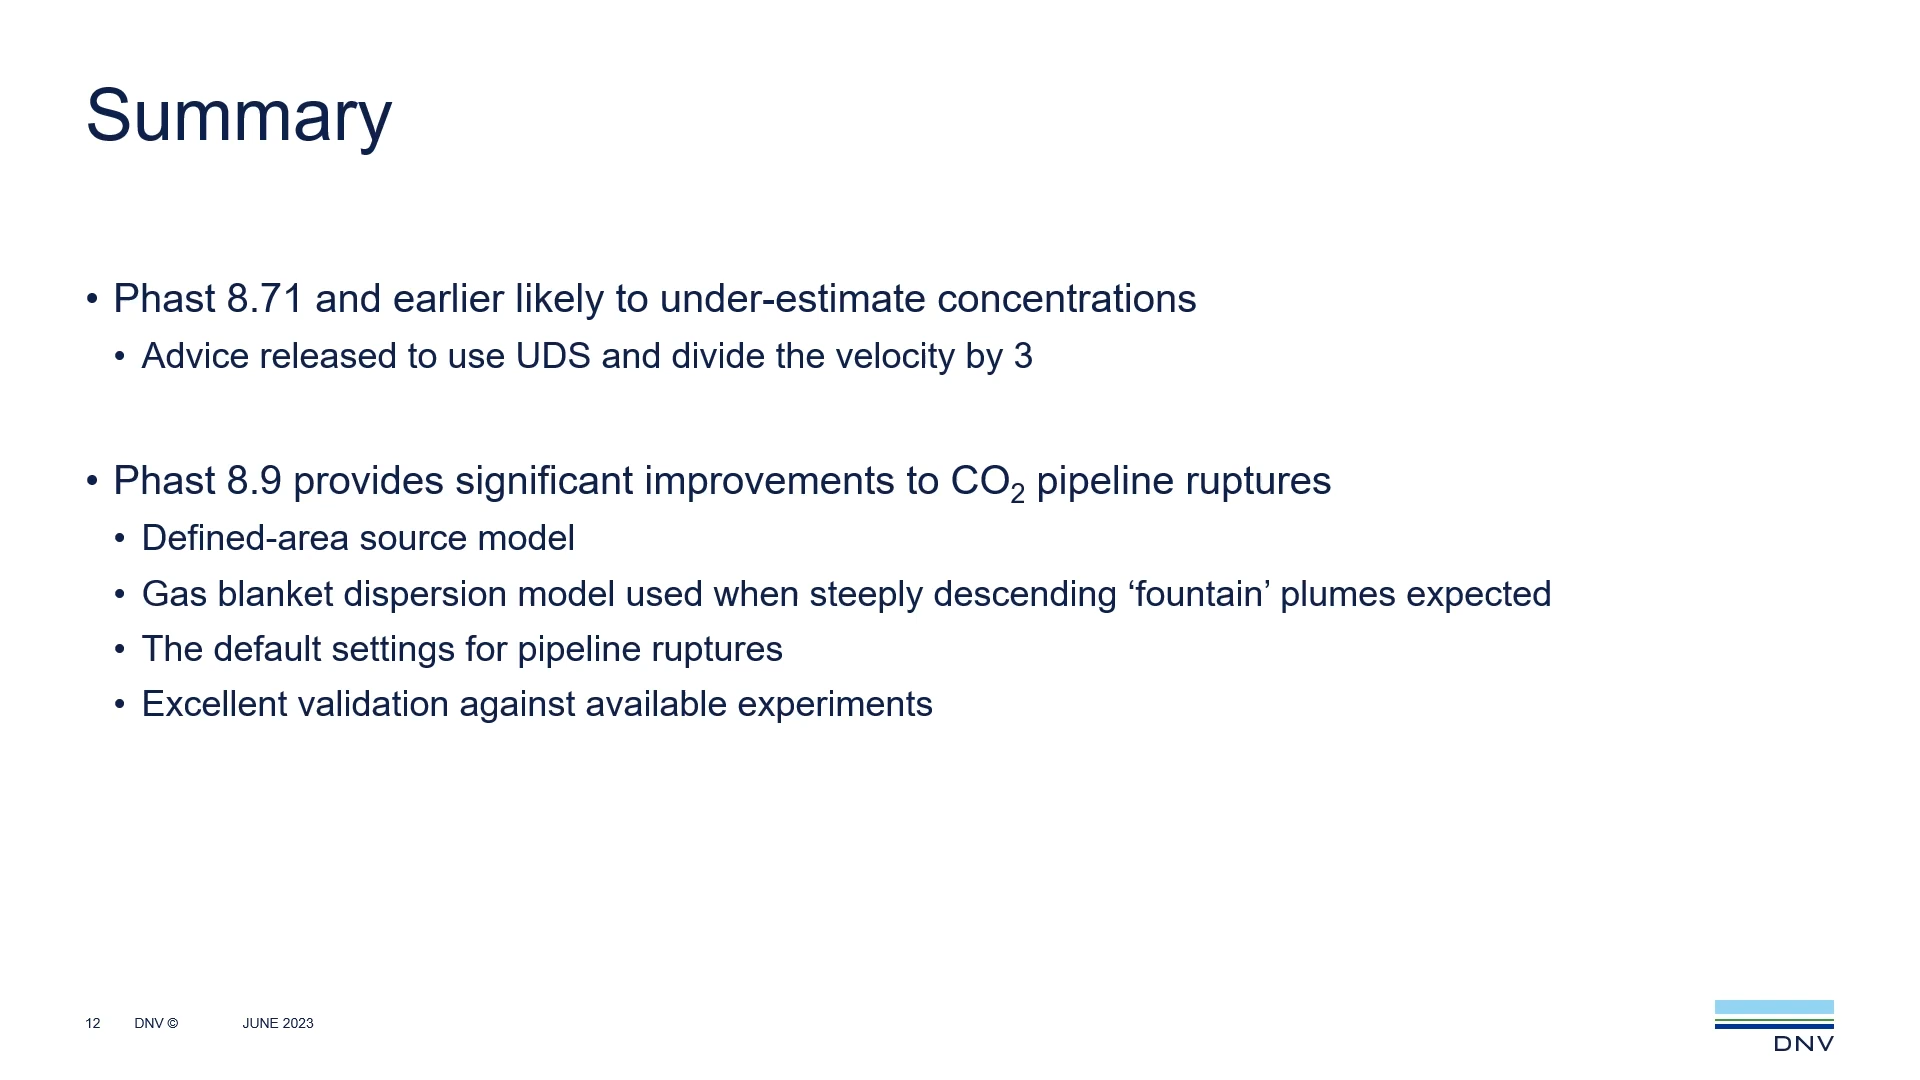 Summary
• Phast 8.71 and earlier likely to under-estimate concentrations
• Advice released to use UDS and divide the velocity by 3
• Phast 8.9 provides significant improvements to CO₂ pipeline ruptures
• Defined-area source model
• Gas blanket dispersion model used when steeply descending ‘fountain’ plumes expected
• The default settings for pipeline ruptures
• Excellent validation against available experiments
12 DNV © JUNE 2023
DNV